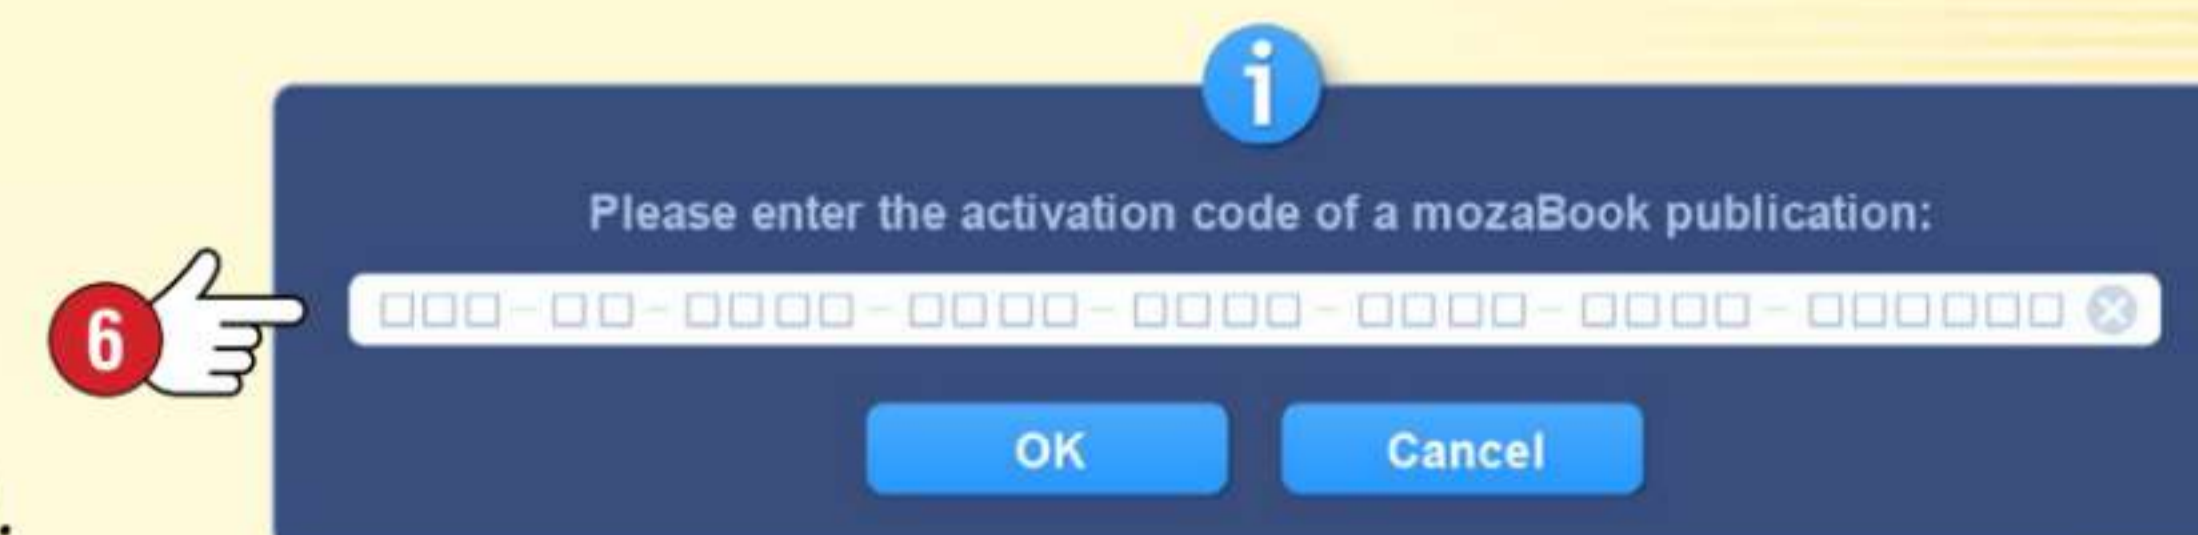 i
Please enter the activation code of a mozaBook publication:
6
□□□-□□-□□□□-□□□□-□□□□-□□□□-□□□□-□□□□□□
OK Cancel